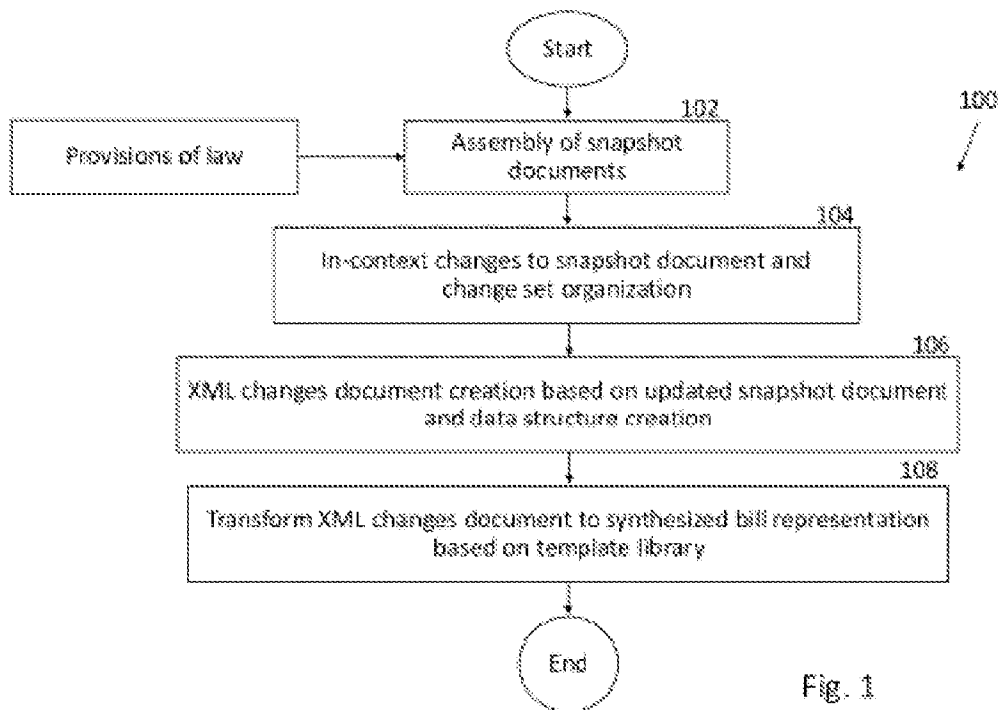 Start
102
100
Provisions of law
Assembly of snapshot
documents
104
In-context changes to snapshot document and
change set organization
106
XML changes document creation based on updated snapshot document
and data structure creation
108
Transform XML changes document to synthesized bill representation
based on template library
End
Fig. 1